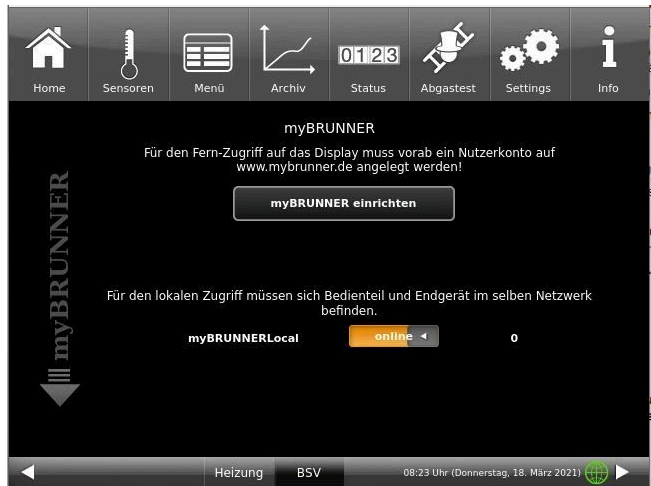 0123
Home
Sensoren
Menü
Archiv
Status
Abgastest
Settings
Info
myBRUNNER
Für den Fern-Zugriff auf das Display muss vorab ein Nutzerkonto auf
www.mybrunner.de angelegt werden!
myBRUNNER einrichten
myBRUNNER
Für den lokalen Zugriff müssen sich Bedienteil und Endgerät im selben Netzwerk
befinden.
myBRUNNERLocal
online
0
Heizung
BSV
08:23 Uhr (Donnerstag, 18. März 2021)